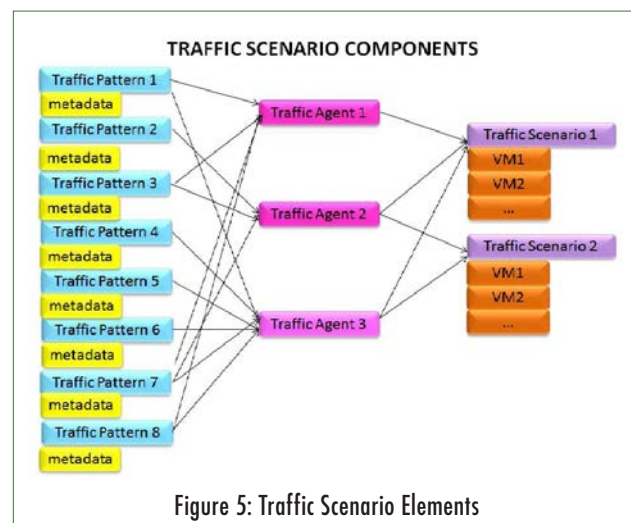 TRAFFIC SCENARIO COMPONENTS
Traffic Pattern 1
metadata
Traffic Pattern 2
metadata
Traffic Pattern 3
metadata
Traffic Pattern 4
metadata
Traffic Pattern 5
metadata
Traffic Pattern 6
metadata
Traffic Pattern 7
metadata
Traffic Pattern 8
metadata
Traffic Agent 1
Traffic Agent 2
Traffic Agent 3
Traffic Scenario 1
VM1
VM2
...
Traffic Scenario 2
VM1
VM2
...
Figure 5: Traffic Scenario Elements